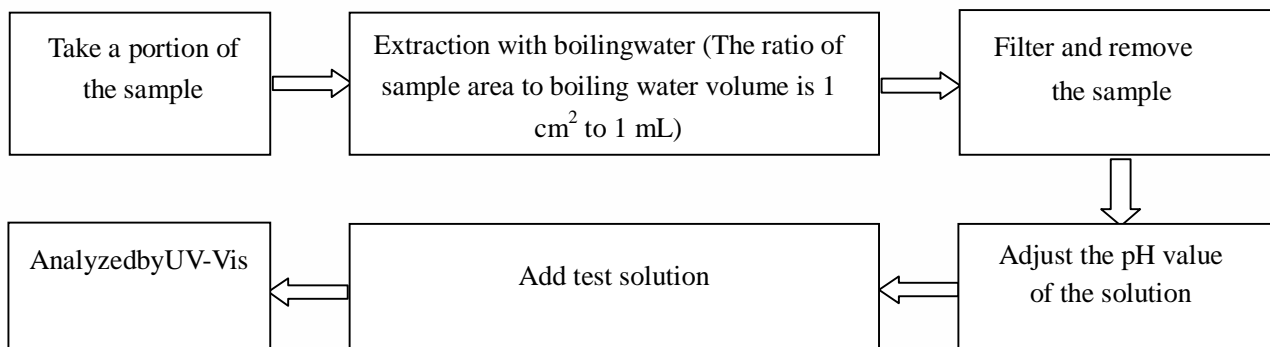 Take a portion of
the sample
Extraction with boilingwater (The ratio of
sample area to boiling water volume is 1
cm² to 1 mL)
Filter and remove
the sample
Adjust the pH value
of the solution
Add test solution
AnalyzedbyUV-Vis